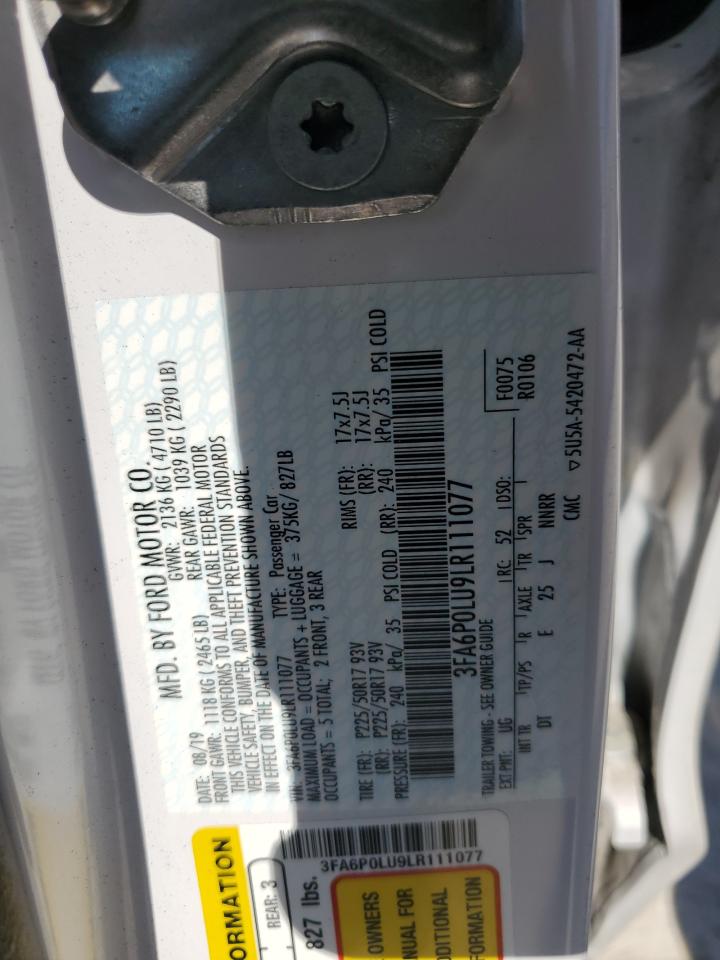 MFD. BY FORD MOTOR CO.
DATE: 08/19 GVWR: 2136 KG ( 4710 LB)
FRONT GAWR: 1118 KG ( 2465 LB) REAR GAWR: 1039 KG ( 2290 LB)
THIS VEHICLE CONFORMS TO ALL APPLICABLE FEDERAL MOTOR
VEHICLE SAFETY, BUMPER, AND THEFT PREVENTION STANDARDS
IN EFFECT ON THE DATE OF MANUFACTURE SHOWN ABOVE.
VIN: 3FA6P0LU9LR111077 TYPE: Passenger Car
MAXIMUM LOAD = OCCUPANTS + LUGGAGE = 375KG/ 827LB
OCCUPANTS = 5 TOTAL; 2 FRONT, 3 REAR
TIRE (FR): P225/50R17 93V RIMS (FR): 17x7.5J
(RR): P225/50R17 93V (RR): 17x7.5J
PRESSURE (FR): 240 kPa/ 35 PSI COLD (RR): 240 kPa/ 35 PSI COLD
3FA6P0LU9LR111077
TRAILER TOWING - SEE OWNER GUIDE F0075
EXT PNT: UG RC: 52 DSO: R0106
INT TR TP/PS R AXLE TR SPR
DT E 25 J NNRR
CMC ▽5U5A-5420472-AA
ORMATION
REAR: 3
827 lbs.
3FA6P0LU9LR111077
OWNERS
NUAL FOR
DITIONAL
FORMATION